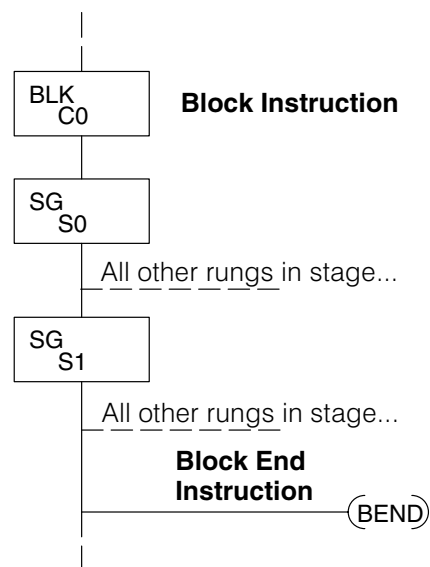 BLK
C0
Block Instruction
SG
S0
All other rungs in stage...
SG
S1
All other rungs in stage...
Block End
Instruction
(BEND)